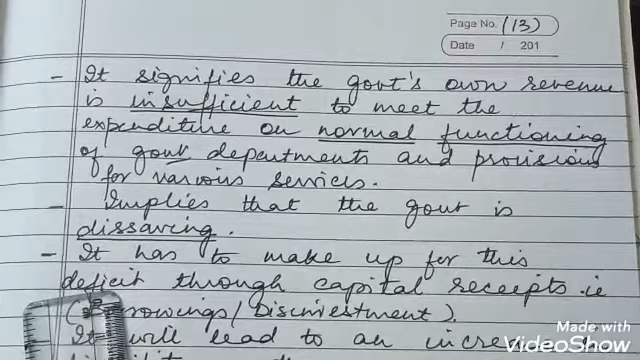 Page No. (13)
Date / 201
- It signifies the govt's own revenue
is insufficient to meet the
expenditure on normal functioning
of govt departments and provisions
for various services.
- Implies that the govt is
dissaving.
- It has to make up for this
deficit through capital receipts ie
(Borrowings/Disinvestment).
- It will lead to an increase in
Made with
VideoShow